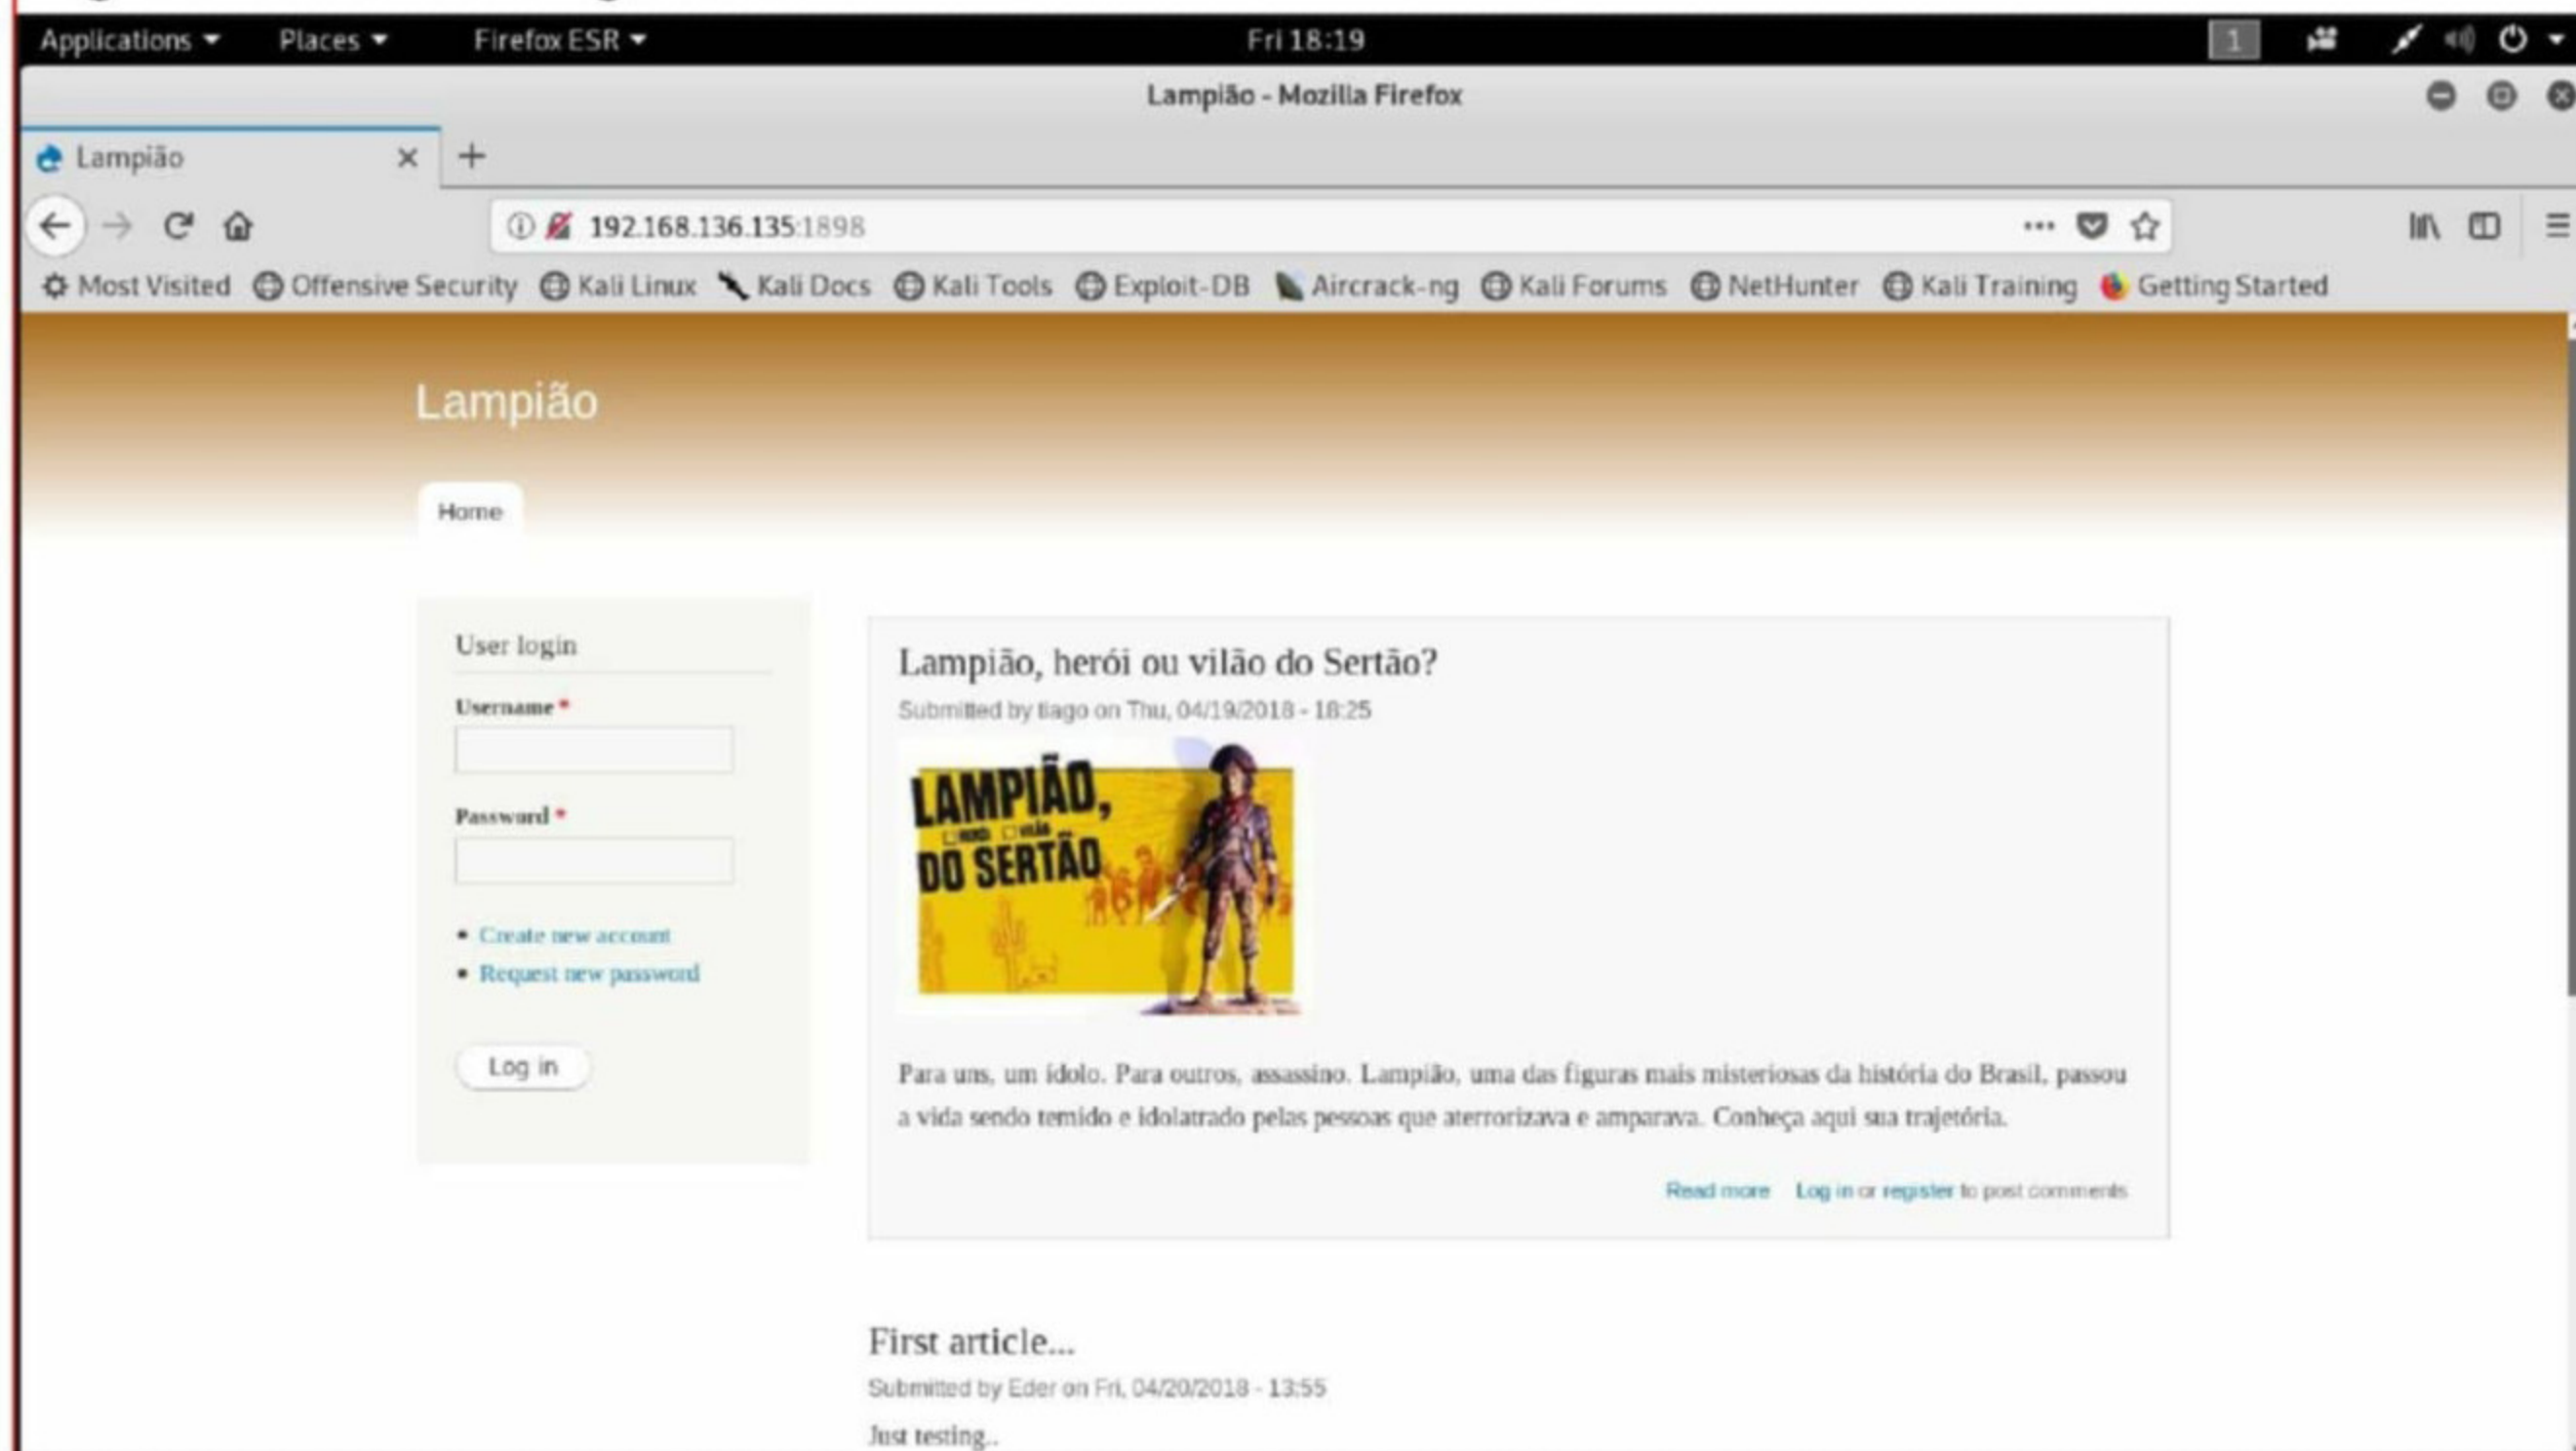 Applications Places Firefox ESR Fri 18:19 1
Lampião - Mozilla Firefox
Lampião
192.168.136.135:1898
Most Visited Offensive Security Kali Linux Kali Docs Kali Tools Exploit-DB Aircrack-ng Kali Forums NetHunter Kali Training Getting Started
Lampião
Home
User login
Username *
Password *
Create new account
Request new password
Log in
Lampião, herói ou vilão do Sertão?
Submitted by tiago on Thu, 04/19/2018 - 18:25
LAMPIÃO,
DO SERTÃO
Para uns, um ídolo. Para outros, assassino. Lampião, uma das figuras mais misteriosas da história do Brasil, passou
a vida sendo temido e idolatrado pelas pessoas que aterrorizava e amparava. Conheça aqui sua trajetória.
Read more Log in or register to post comments
First article...
Submitted by Eder on Fri, 04/20/2018 - 13:55
Just testing..